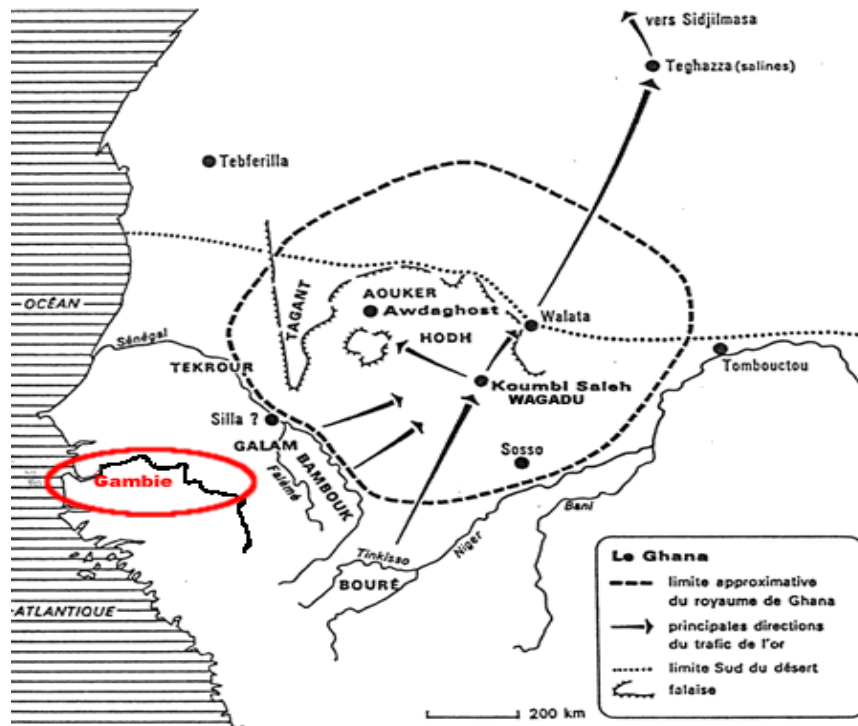 vers Sidjilmasa
Teghazza (salines)
Tebferilla
OCÉAN
TAGANT
AOUKER
Awdaghost
Walata
HODH
Sénégal
TEKROUR
Tombouctou
Koumbi Saleh
WAGADU
Silla ?
GALAM
Sosso
BAMBOUK
Falémé
Gambie
Bani
Niger
Tinkisso
BOURÉ
ATLANTIQUE
Le Ghana
limite approximative
du royaume de Ghana
principales directions
du trafic de l'or
limite Sud du désert
falaise
200 km